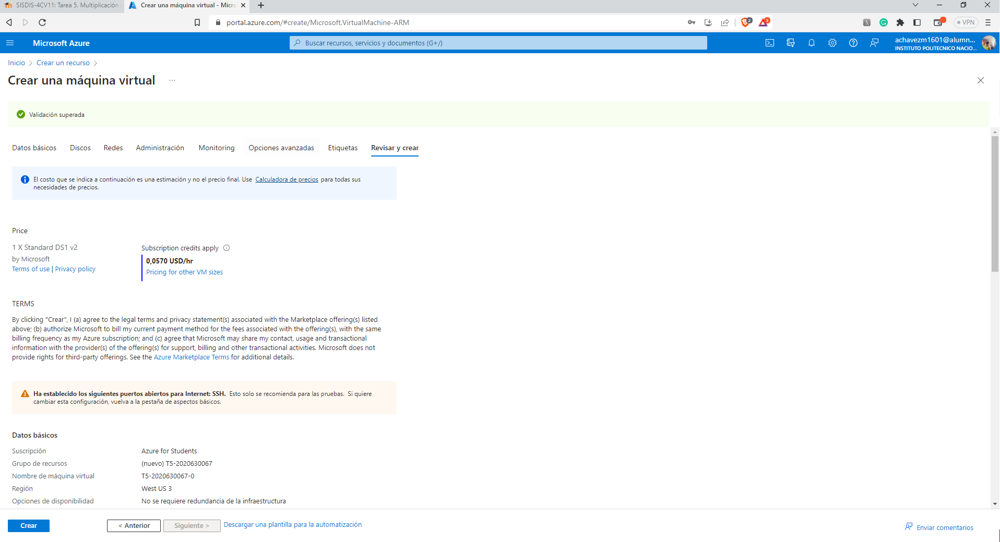 SISDIS-4CV11: Tarea 5. Multiplicación
Crear una máquina virtual - Micro
portal.azure.com/#create/Microsoft.VirtualMachine-ARM
2
3
VPN
Microsoft Azure
Buscar recursos, servicios y documentos (G+/)
achavezm1601@alumn...
INSTITUTO POLITECNICO NACIO...
Inicio > Crear un recurso >
Crear una máquina virtual ...
Validación superada
Datos básicos Discos Redes Administración Monitoring Opciones avanzadas Etiquetas Revisar y crear
El costo que se indica a continuación es una estimación y no el precio final. Use Calculadora de precios para todas sus
necesidades de precios.
Price
1 X Standard DS1 v2
by Microsoft
Terms of use | Privacy policy
Subscription credits apply
0,0570 USD/hr
Pricing for other VM sizes
TERMS
By clicking "Crear", I (a) agree to the legal terms and privacy statement(s) associated with the Marketplace offering(s) listed
above; (b) authorize Microsoft to bill my current payment method for the fees associated with the offering(s), with the same
billing frequency as my Azure subscription; and (c) agree that Microsoft may share my contact, usage and transactional
information with the provider(s) of the offering(s) for support, billing and other transactional activities. Microsoft does not
provide rights for third-party offerings. See the Azure Marketplace Terms for additional details.
Ha establecido los siguientes puertos abiertos para Internet: SSH. Esto solo se recomienda para las pruebas. Si quiere
cambiar esta configuración, vuelva a la pestaña de aspectos básicos.
Datos básicos
Suscripción Azure for Students
Grupo de recursos (nuevo) T5-2020630067
Nombre de máquina virtual T5-2020630067-0
Región West US 3
Opciones de disponibilidad No se requiere redundancia de la infraestructura
Crear < Anterior Siguiente > Descargar una plantilla para la automatización
Enviar comentarios